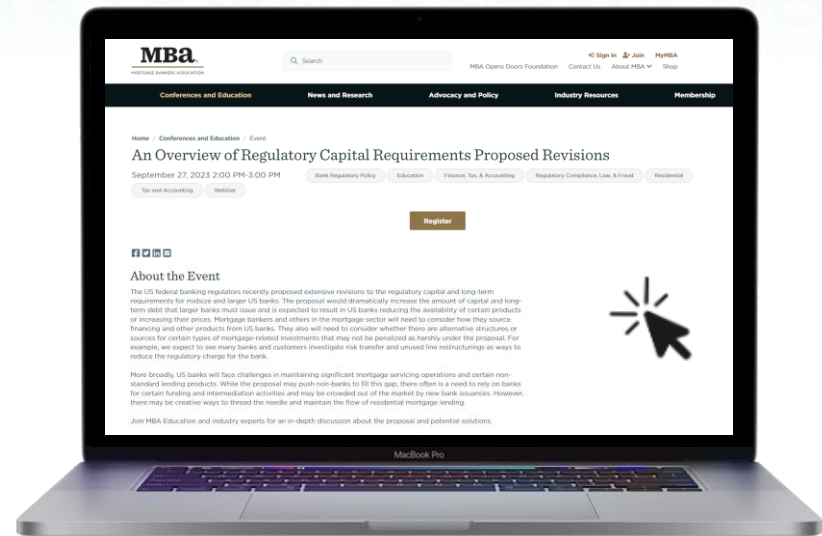 MBa
MORTGAGE BANKERS ASSOCIATION
Search
Sign In Join MyMBA
MBA Opens Doors Foundation Contact Us About MBA Shop
Conferences and Education News and Research Advocacy and Policy Industry Resources Membership
Home / Conferences and Education / Event
An Overview of Regulatory Capital Requirements Proposed Revisions
September 27, 2023 2:00 PM-3:00 PM Bank Regulatory Policy Education Finance, Tax, & Accounting Regulatory Compliance, Law, & Fraud Residential
Tax and Accounting Webinar
Register
About the Event
The US federal banking regulators recently proposed extensive revisions to the regulatory capital and long-term
requirements for midsize and larger US banks. The proposal would dramatically increase the amount of capital and long-
term debt that larger banks must issue and is expected to result in US banks reducing the availability of certain products
or increasing their prices. Mortgage bankers and others in the mortgage sector will need to consider how they source
financing and other products from US banks. They also will need to consider whether there are alternative structures or
sources for certain types of mortgage-related investments that may not be penalized as harshly under the proposal. For
example, we expect to see many banks and customers investigate risk transfer and unused line restructurings as ways to
reduce the regulatory charge for the bank.
More broadly, US banks will face challenges in maintaining significant mortgage servicing operations and certain non-
standard lending products. While the proposal may push non-banks to fill this gap, there often is a need to rely on banks
for certain funding and intermediation activities and may be crowded out of the market by new bank issuances. However,
there may be creative ways to thread the needle and maintain the flow of residential mortgage lending.
Join MBA Education and industry experts for an in-depth discussion about the proposal and potential solutions.
MacBook Pro